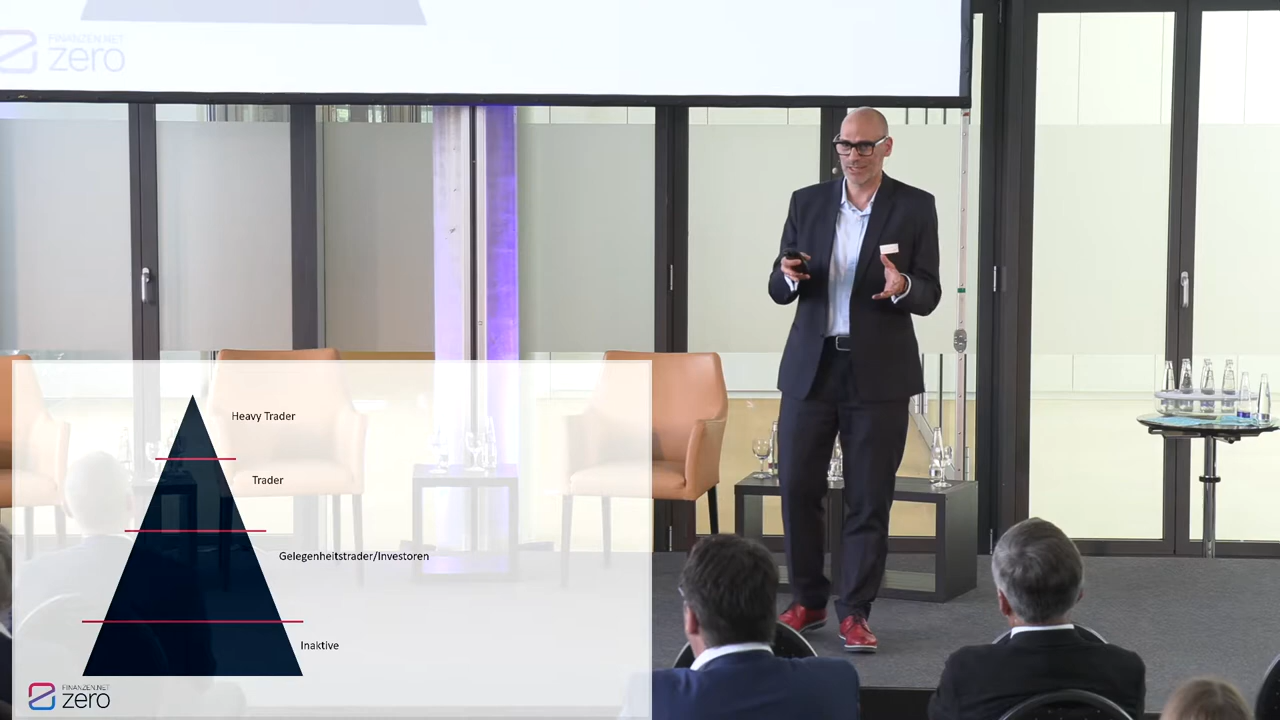 FINANZEN.NET
zero
Heavy Trader
Trader
Gelegenheitstrader/Investoren
Inaktive
FINANZEN.NET
zero